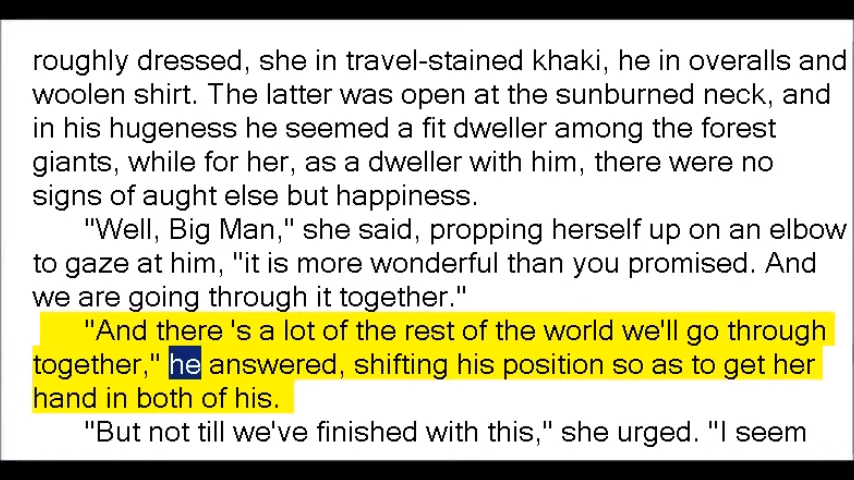 roughly dressed, she in travel-stained khaki, he in overalls and
woolen shirt. The latter was open at the sunburned neck, and
in his hugeness he seemed a fit dweller among the forest
giants, while for her, as a dweller with him, there were no
signs of aught else but happiness.
"Well, Big Man," she said, propping herself up on an elbow
to gaze at him, "it is more wonderful than you promised. And
we are going through it together."
"And there 's a lot of the rest of the world we'll go through
together," he answered, shifting his position so as to get her
hand in both of his.
"But not till we've finished with this," she urged. "I seem